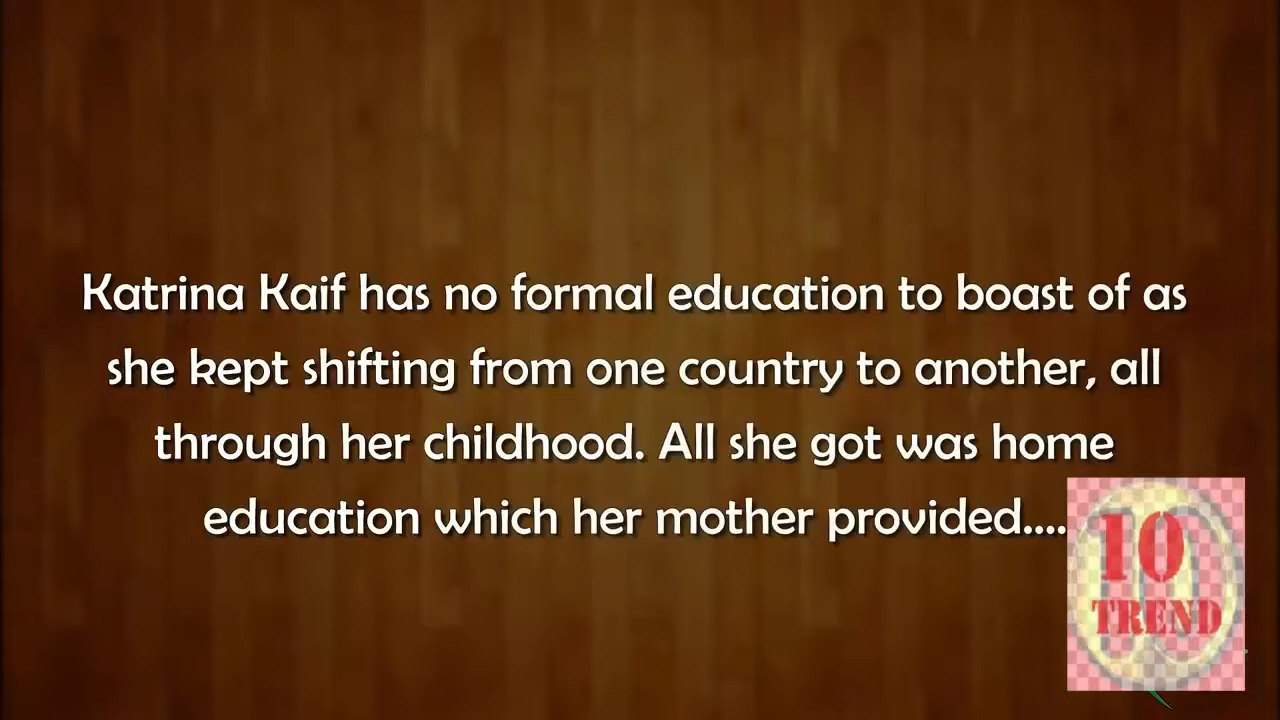 Katrina Kaif has no formal education to boast of as
she kept shifting from one country to another, all
through her childhood. All she got was home
education which her mother provided....
10
TREND